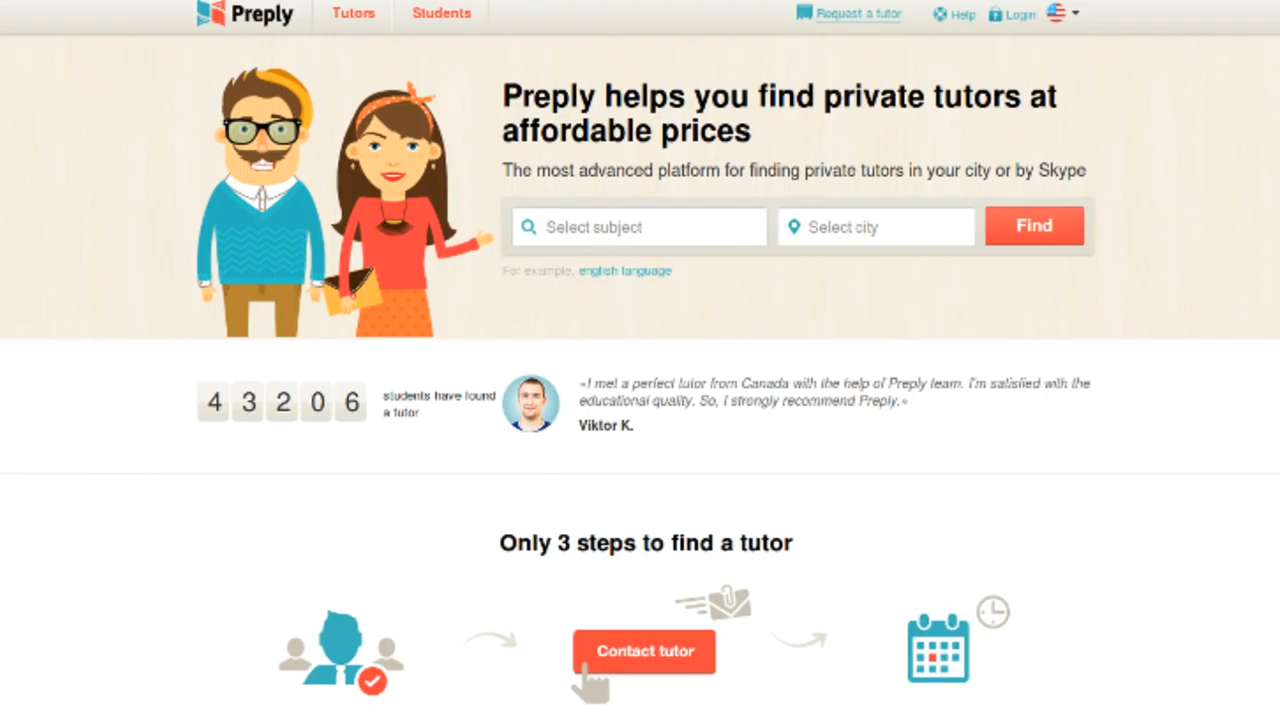 Preply Tutors Students Request a tutor Help Login
Preply helps you find private tutors at
affordable prices
The most advanced platform for finding private tutors in your city or by Skype
Select subject Select city Find
For example, english language
4 3 2 0 6 students have found
a tutor
«I met a perfect tutor from Canada with the help of Preply team. I'm satisfied with the
educational quality. So, I strongly recommend Preply.»
Viktor K.
Only 3 steps to find a tutor
Contact tutor